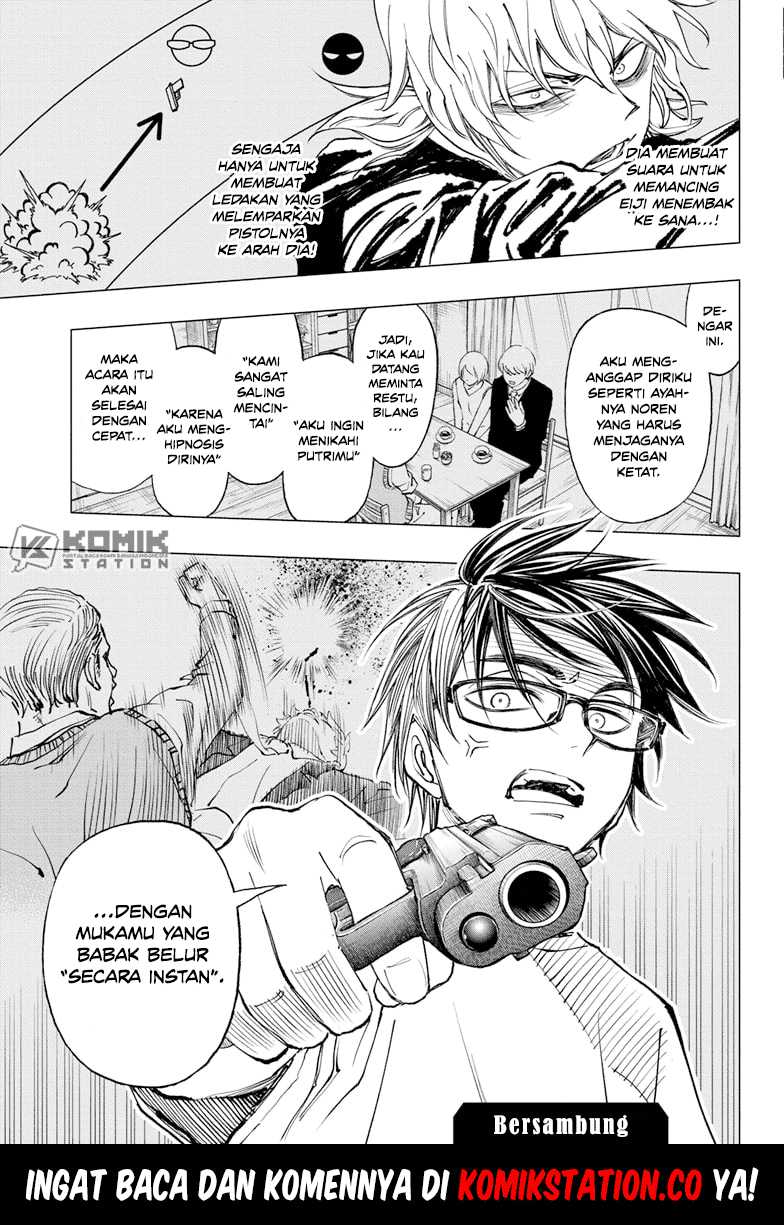 DIA MEMBUAT
SUARA UNTUK
MEMANCING
EIJI MENEMBAK
KE SANA...!
SENGAJA
HANYA UNTUK
MEMBUAT
LEDAKAN YANG
MELEMPARKAN
PISTOLNYA
KE ARAH DIA!
DE-
NGAR
INI.
AKU MENG-
ANGGAP DIRIKU
SEPERTI AYAH-
NYA NOREN
YANG HARUS
MENJAGANYA
DENGAN
KETAT.
JADI,
JIKA KAU
DATANG
MEMINTA
RESTU,
BILANG
...
"AKU INGIN
MENIKAHI
PUTRIMU"
"KAMI
SANGAT
SALING
MENCIN-
TAI"
"KARENA
AKU MENG-
HIPNOSIS
DIRINYA"
MAKA
ACARA ITU
AKAN
SELESAI
DENGAN
CEPAT...
KOMIK
STATION
...DENGAN
MUKAMU YANG
BABAK BELUR
"SECARA INSTAN".
Bersambung
INGAT BACA DAN KOMENNYA DI KOMIKSTATION.CO YA!